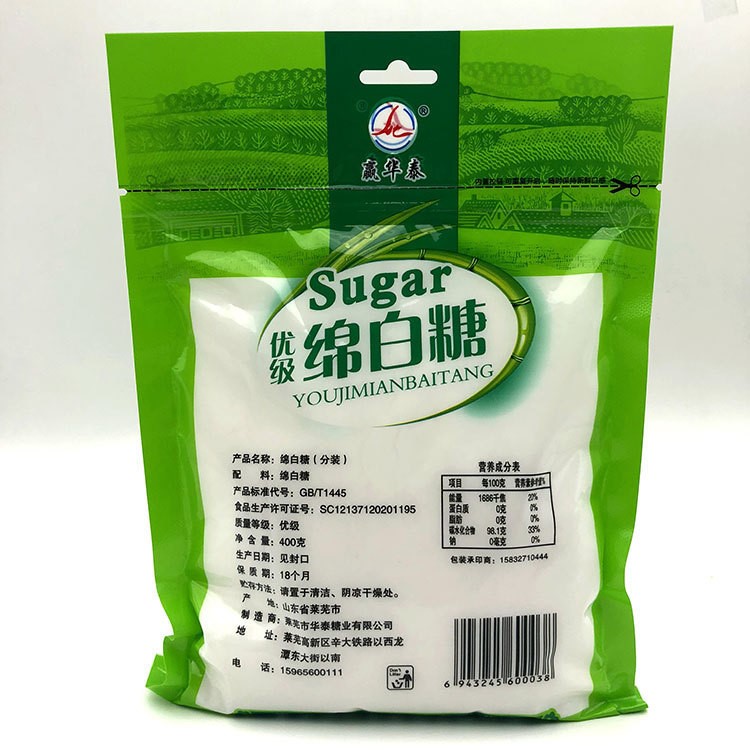 ®
赢华泰
Sugar
优级
绵白糖
YOUJIMIANBAITANG
产品名称：绵白糖（分装）
配 料：绵白糖
产品标准代号：GB/T1445
食品生产许可证号：SC12137120201195
质量等级：优级
净 含 量：400克
生产日期：见封口
保 质 期：18个月
贮存方法：请置于清洁、阴凉干燥处。
产 地：山东省莱芜市
制 造 商：莱芜市华泰糖业有限公司
地 址：莱芜高新区辛大铁路以西龙
潭东大街以南
电 话：15965600111
营养成分表
项目 每100克 营养素参考值%
能量 1686千焦 20%
蛋白质 0克 0%
脂肪 0克 0%
碳水化合物 98.1克 33%
钠 0毫克 0%
包装承印商：15832710444
Don't
Litter
6 943245 600038